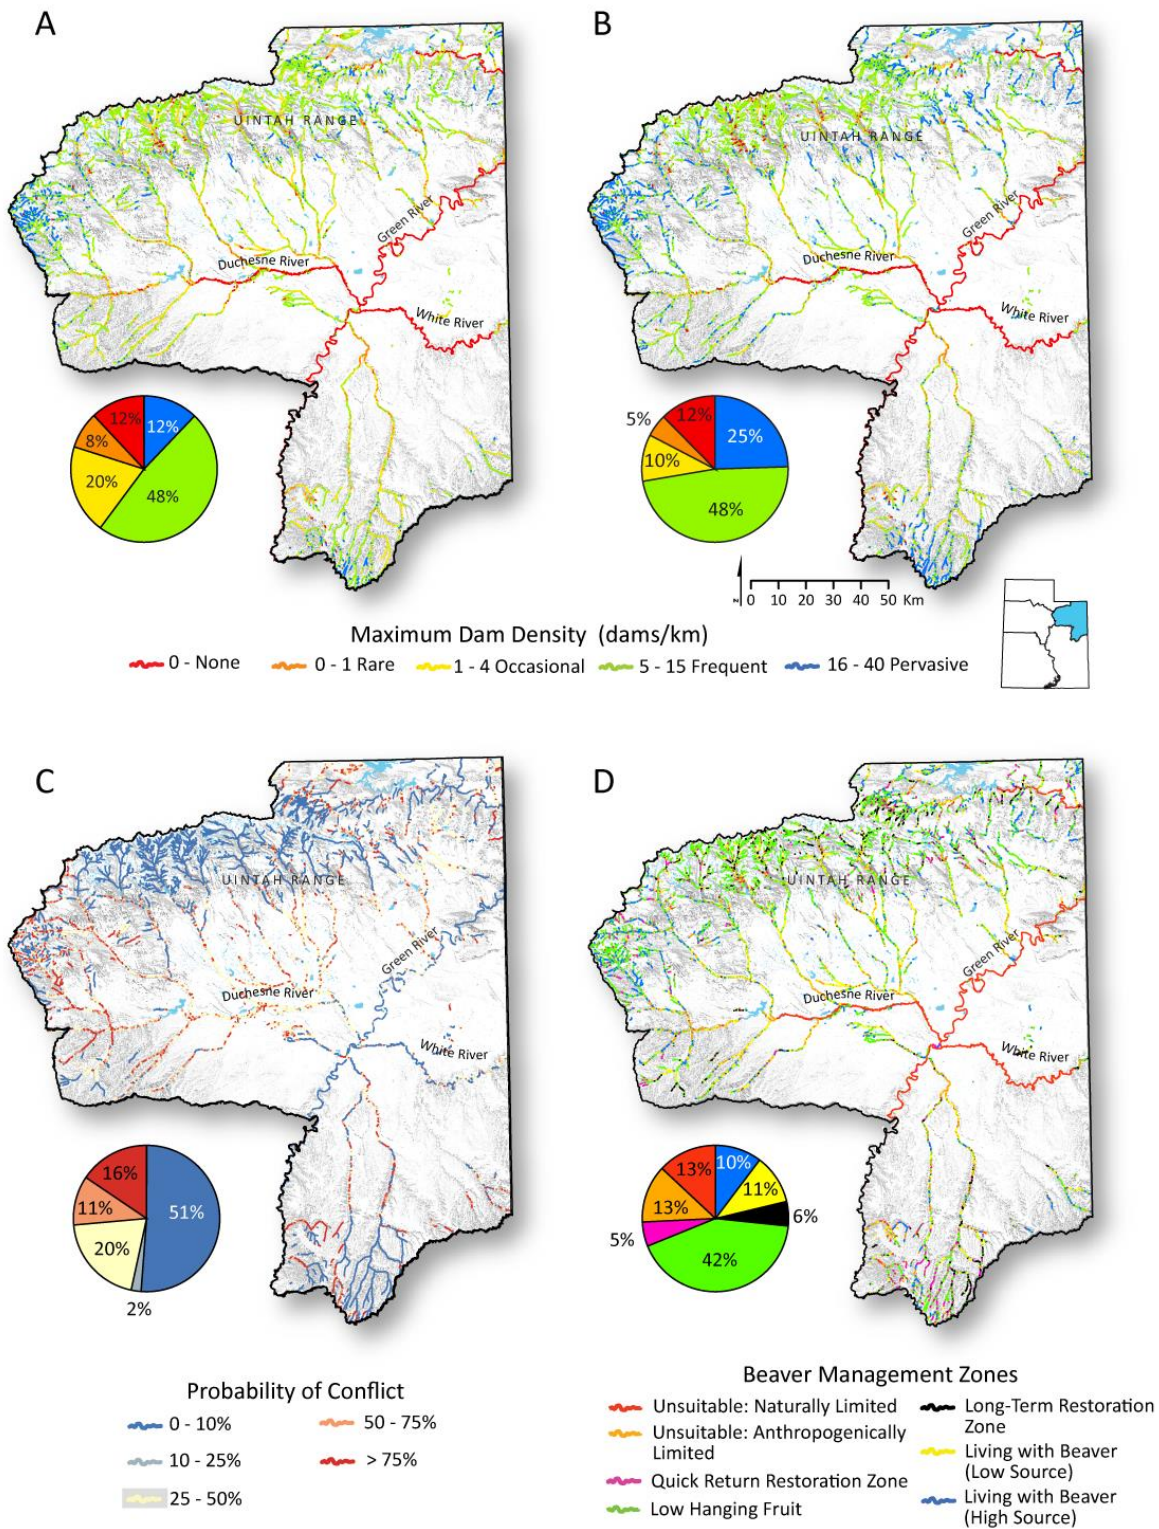 A
B
UINTAH RANGE
UINTAH RANGE
Green River
Green River
Duchesne River
Duchesne River
White River
White River
12%
12%
8%
20%
48%
5%
12%
25%
10%
48%
N
0 10 20 30 40 50 Km
Maximum Dam Density (dams/km)
0 - None
0 - 1 Rare
1 - 4 Occasional
5 - 15 Frequent
16 - 40 Pervasive
C
D
UINTAH RANGE
UINTAH RANGE
Green River
Green River
Duchesne River
Duchesne River
White River
White River
16%
11%
51%
20%
2%
13%
10%
11%
13%
6%
5%
42%
Probability of Conflict
0 - 10%
50 - 75%
10 - 25%
> 75%
25 - 50%
Beaver Management Zones
Unsuitable: Naturally Limited
Unsuitable: Anthropogenically
Limited
Quick Return Restoration Zone
Low Hanging Fruit
Long-Term Restoration
Zone
Living with Beaver
(Low Source)
Living with Beaver
(High Source)